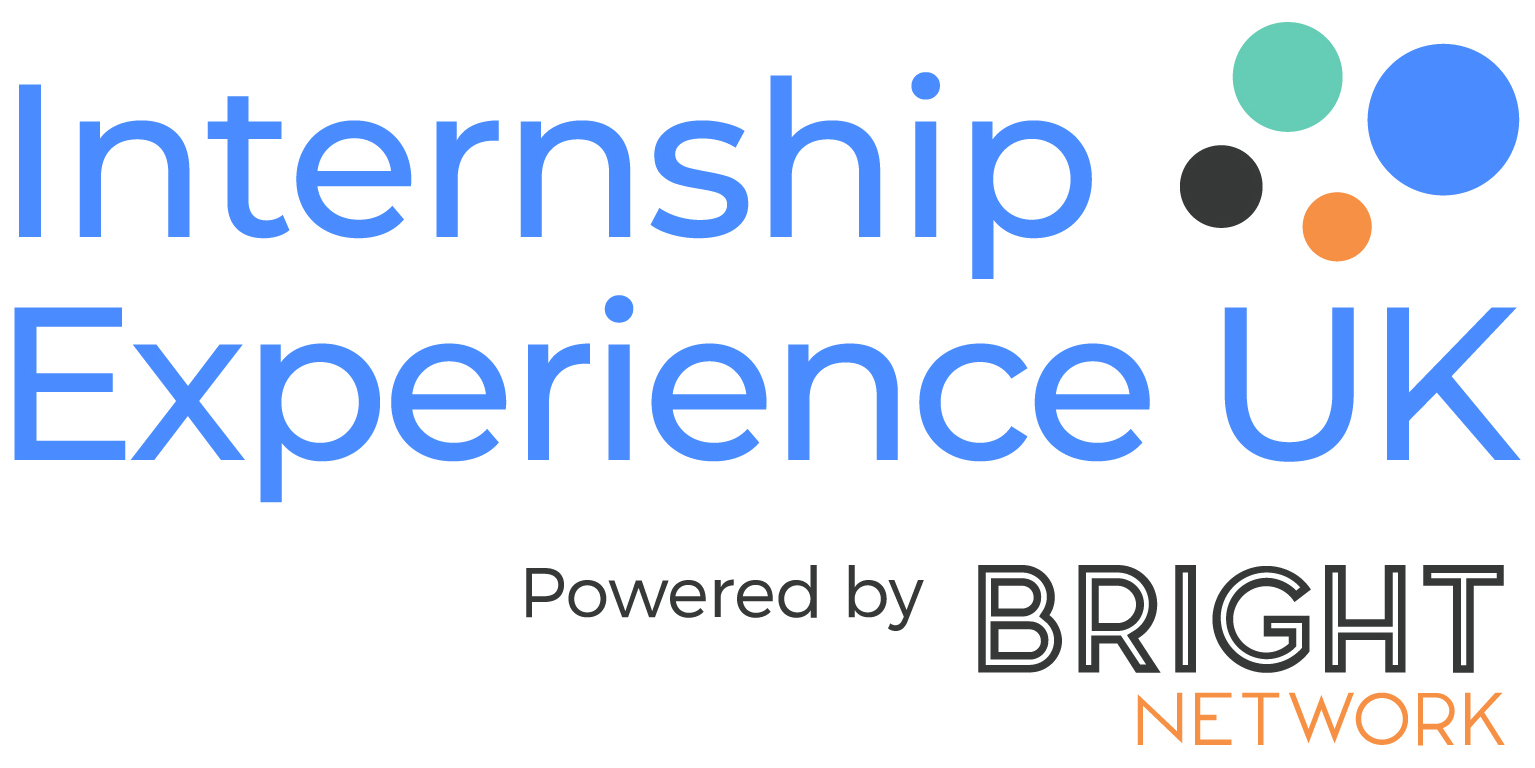 Internship
Experience UK
Powered by BRIGHT
NETWORK